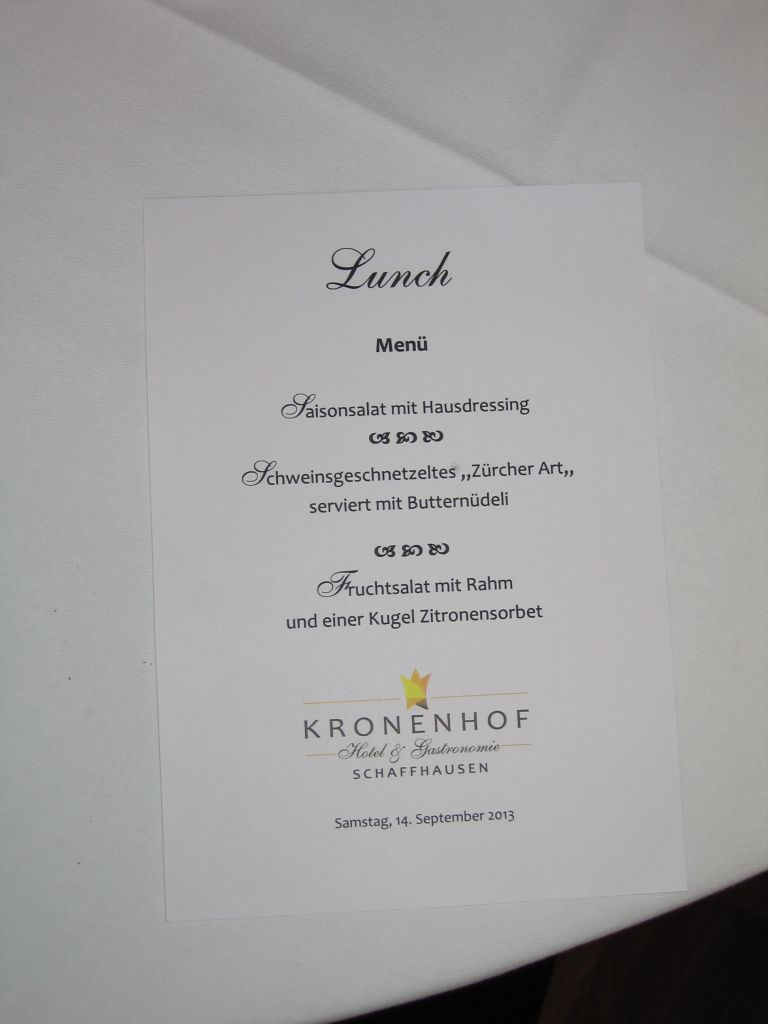 Lunch
Menü
Saisonsalat mit Hausdressing
Schweinsgeschnetzeltes „Zürcher Art„
serviert mit Butternüdeli
Fruchtsalat mit Rahm
und einer Kugel Zitronensorbet
KRONENHOF
Hotel & Gastronomie
SCHAFFHAUSEN
Samstag, 14. September 2013